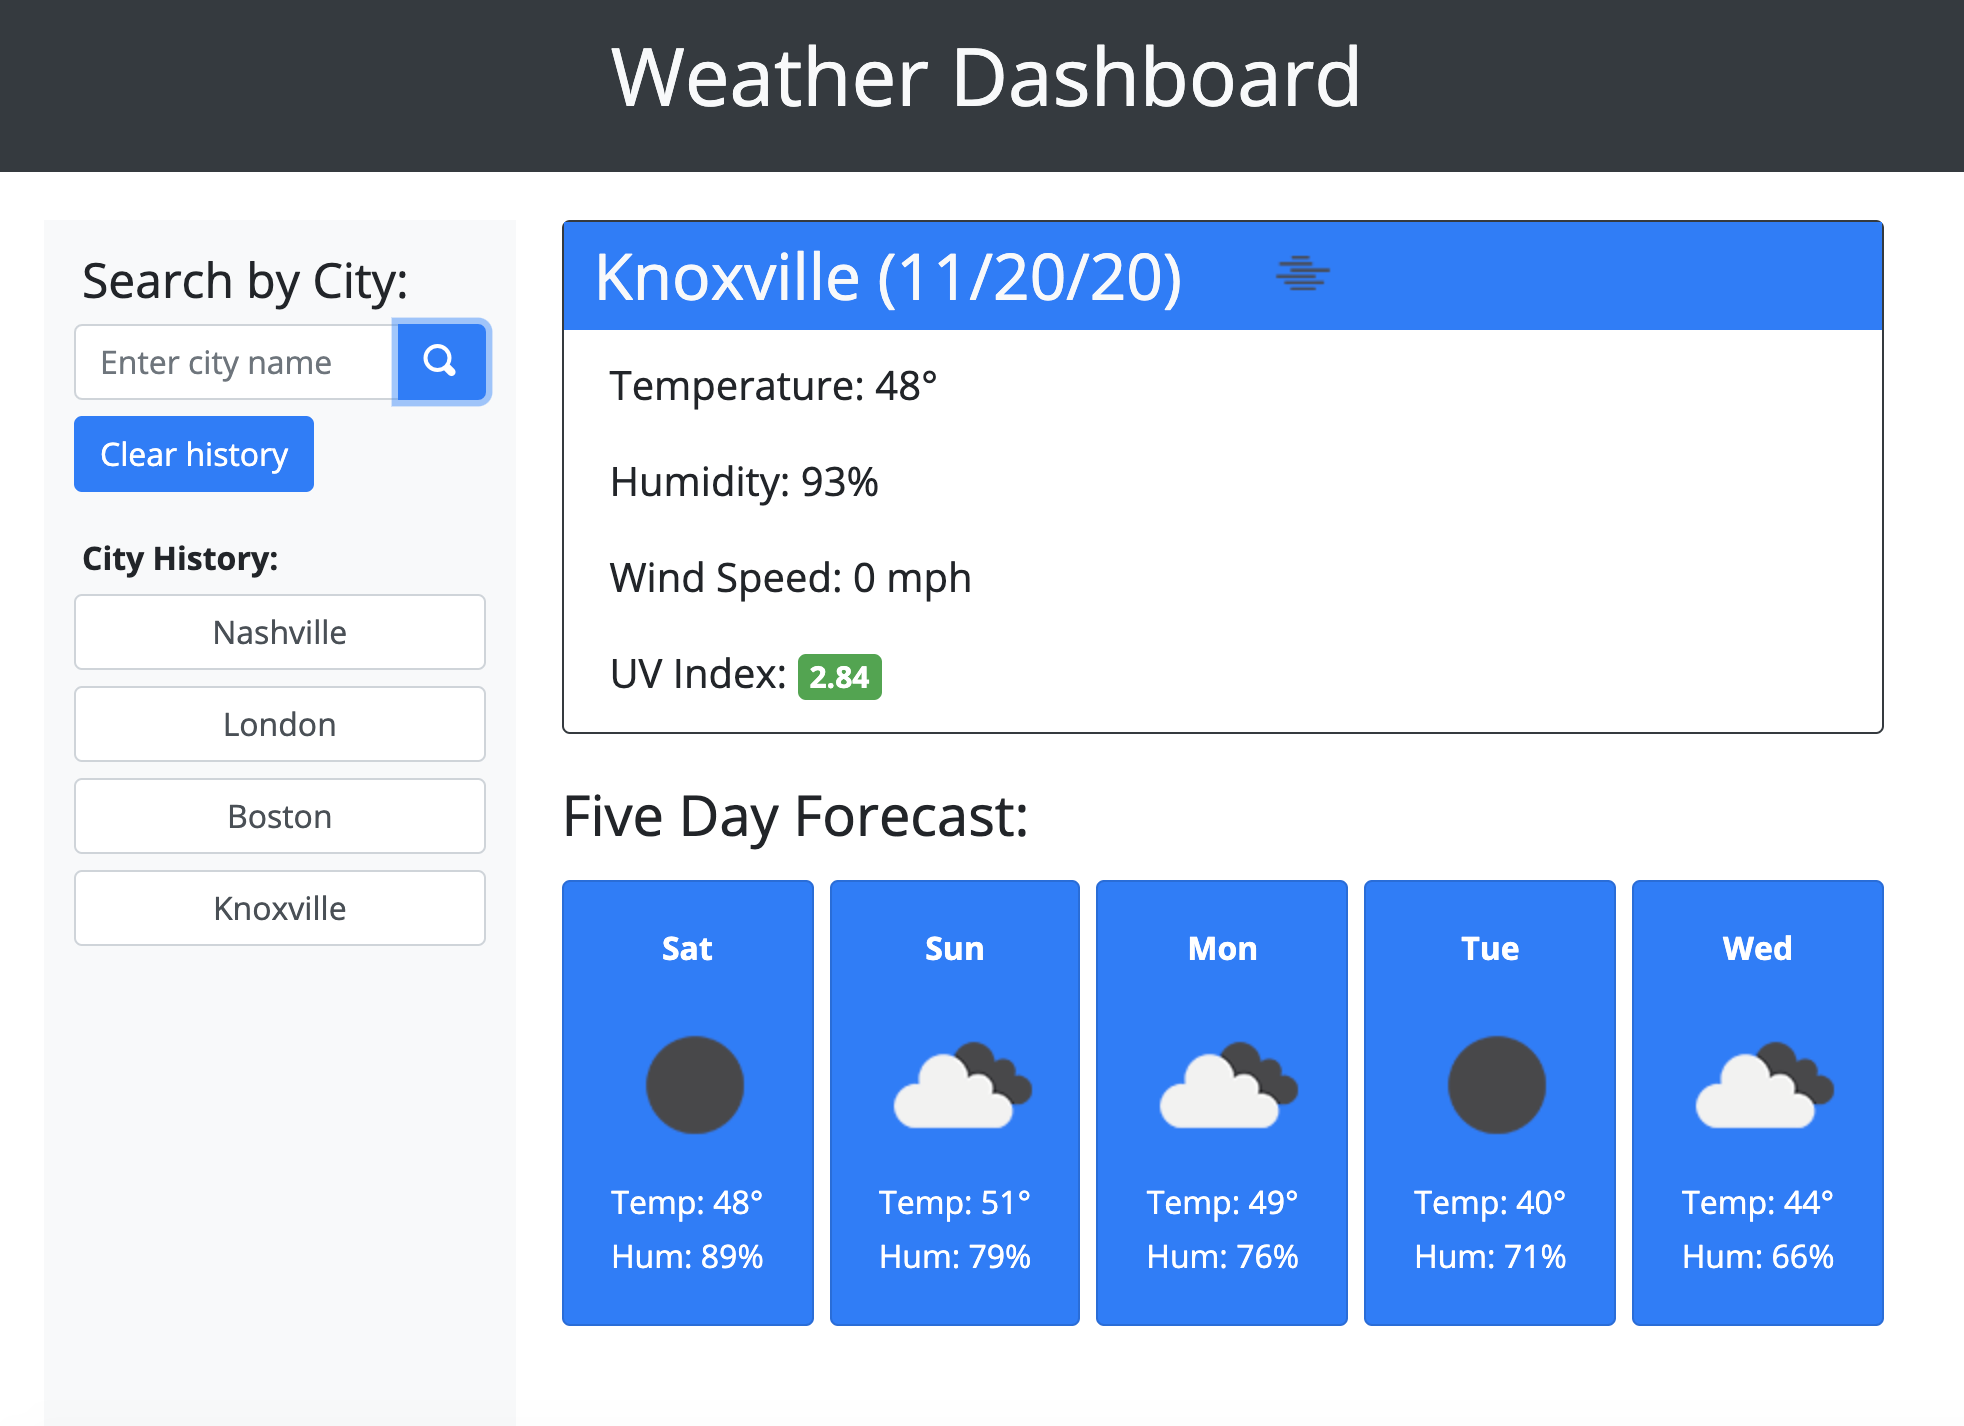 Weather Dashboard
Search by City:
Enter city name
Clear history
City History:
Nashville
London
Boston
Knoxville
Knoxville (11/20/20)
Temperature: 48°
Humidity: 93%
Wind Speed: 0 mph
UV Index: 2.84
Five Day Forecast:
Sat
Temp: 48°
Hum: 89%
Sun
Temp: 51°
Hum: 79%
Mon
Temp: 49°
Hum: 76%
Tue
Temp: 40°
Hum: 71%
Wed
Temp: 44°
Hum: 66%